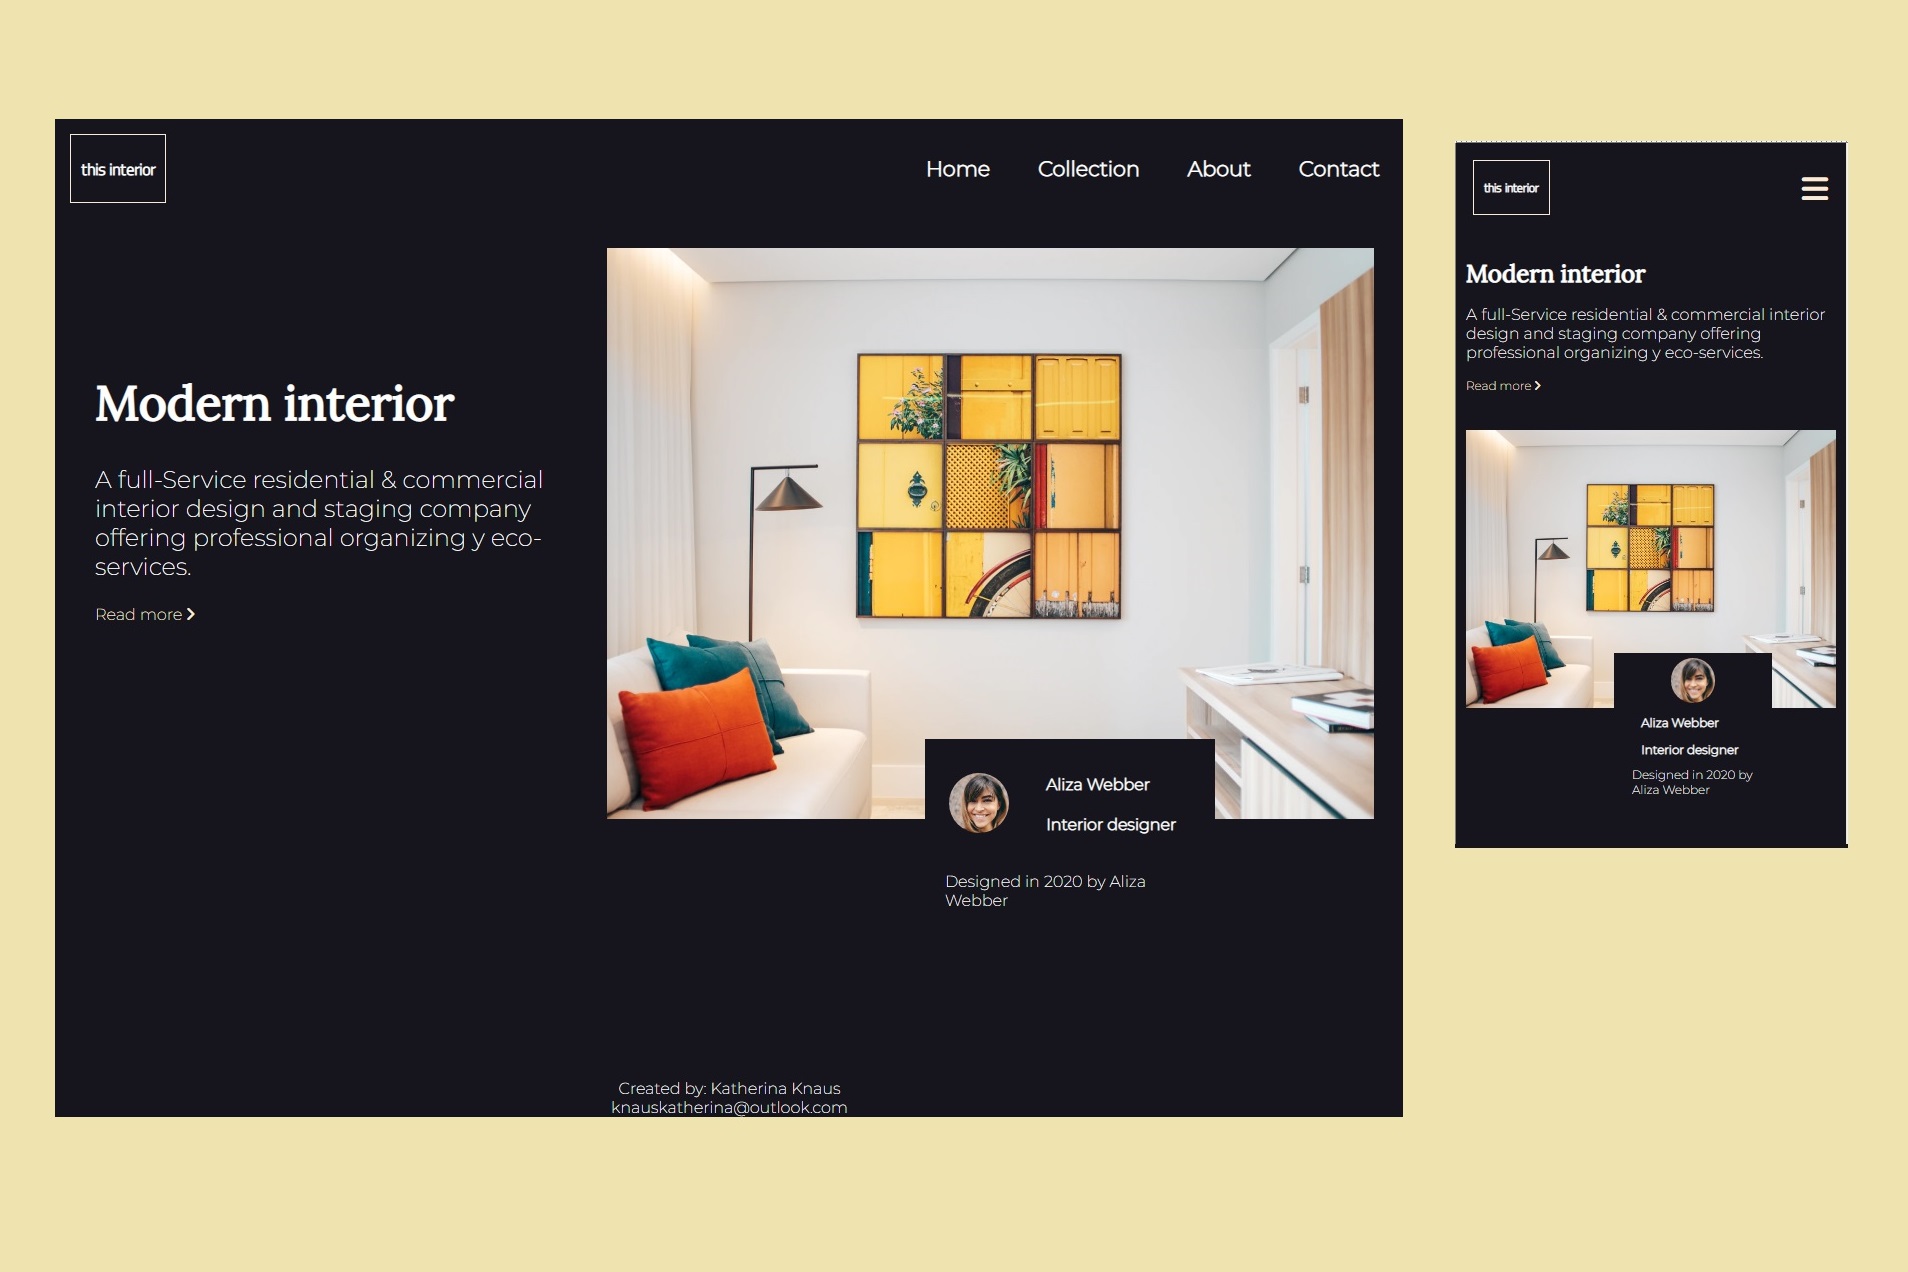 this interior
Home Collection About Contact
Modern interior
A full-Service residential & commercial
interior design and staging company
offering professional organizing y eco-
services.
Read more
Aliza Webber
Interior designer
Designed in 2020 by Aliza
Webber
Created by: Katherina Knaus
knauskatherina@outlook.com
this interior
Modern interior
A full-Service residential & commercial interior
design and staging company offering
professional organizing y eco-services.
Read more
Aliza Webber
Interior designer
Designed in 2020 by
Aliza Webber